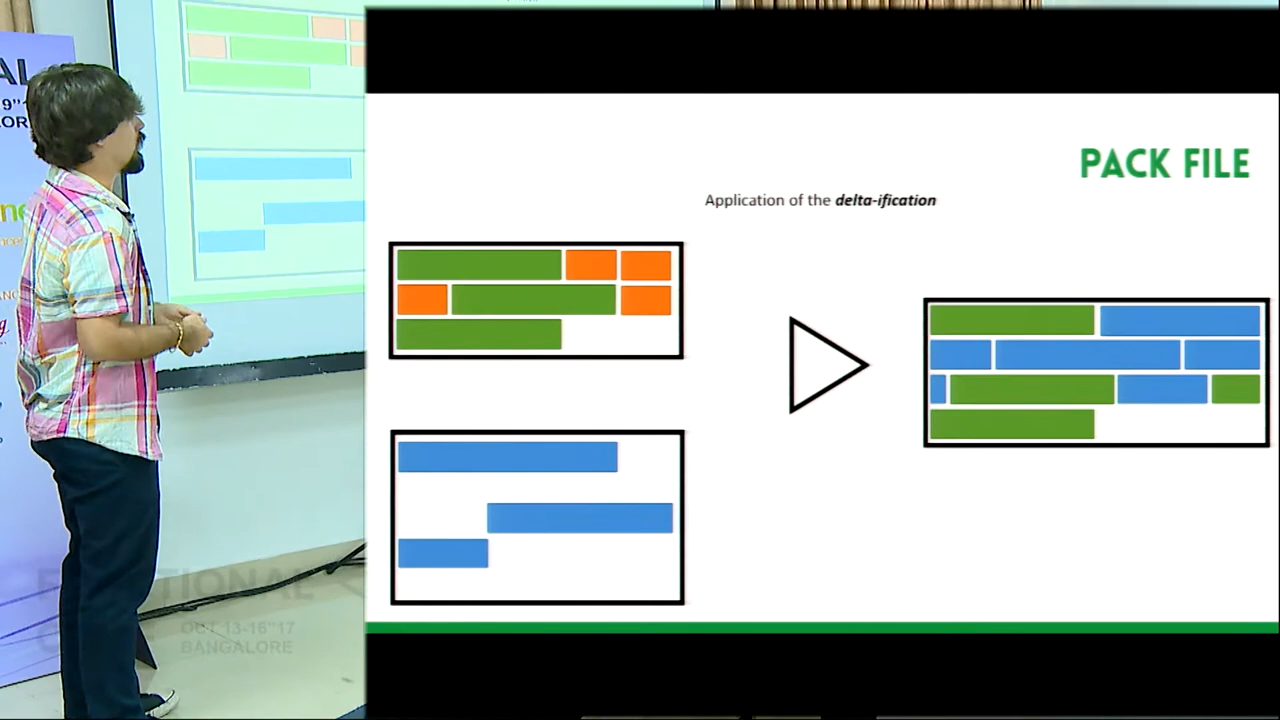 PACK FILE
Application of the delta-ification
OCT 13-16"17
BANGALORE